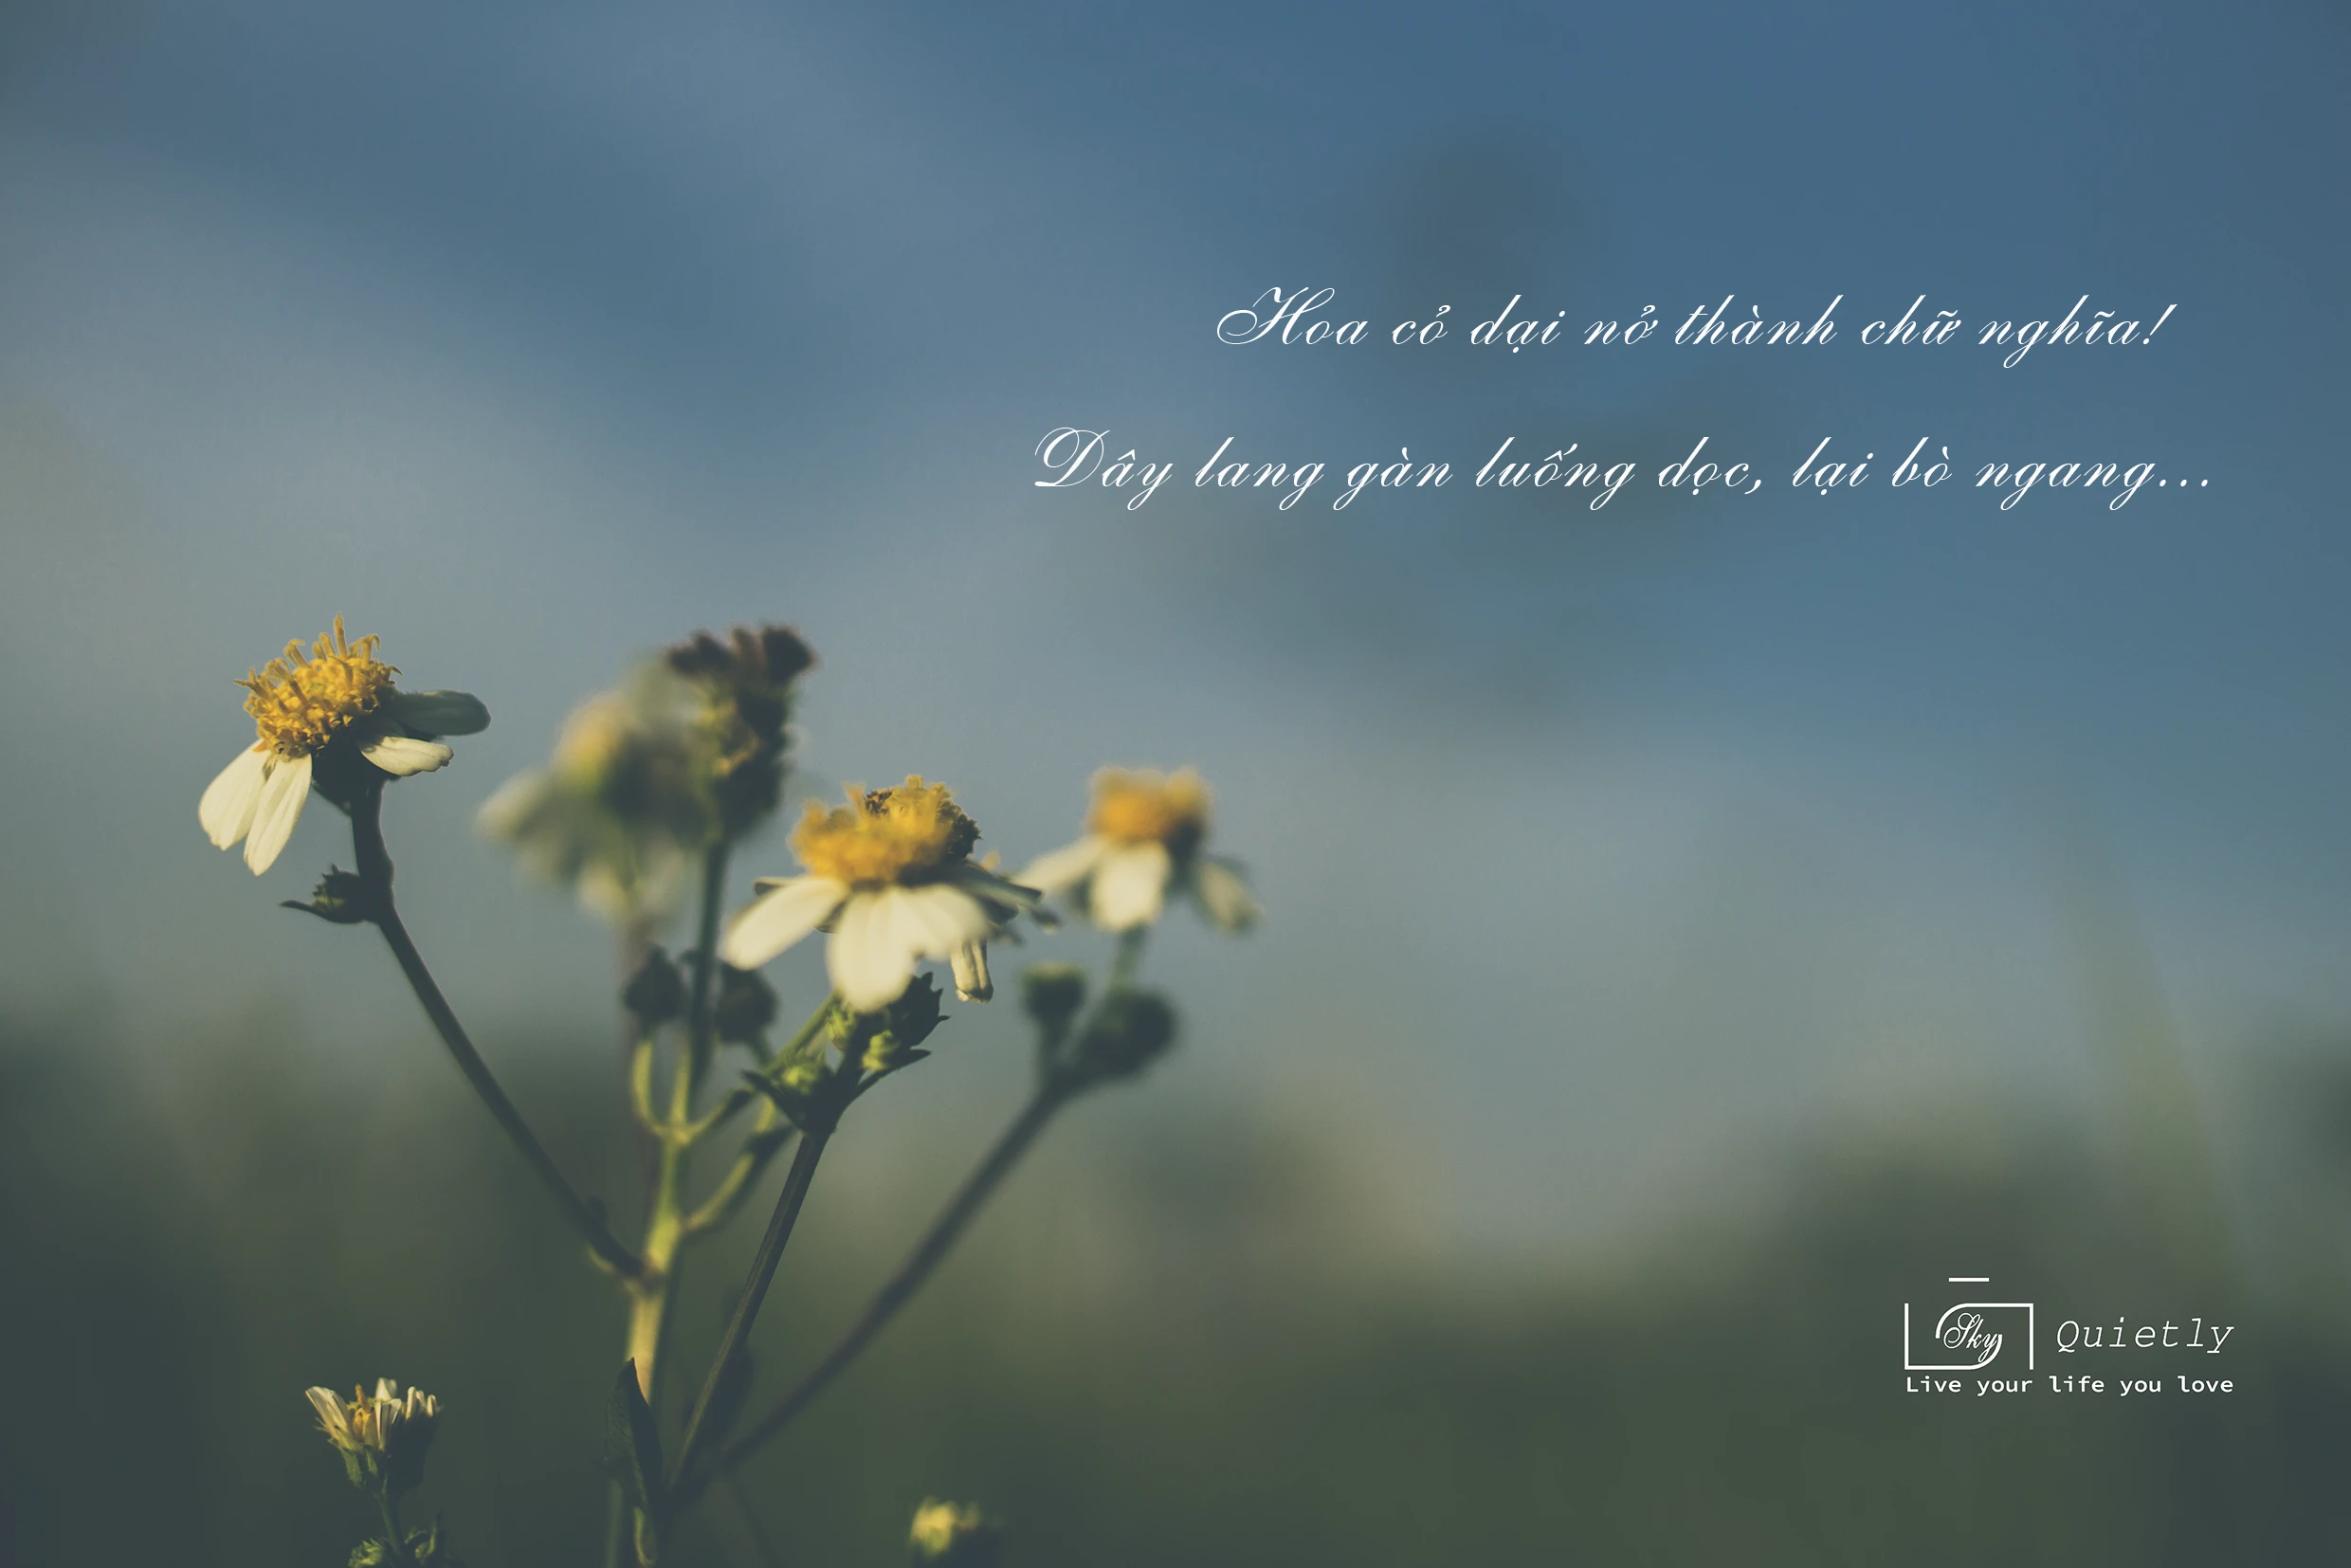 Hoa cỏ dại nở thành chữ nghĩa!
Dây lang gàn luống dọc, lại bò ngang...
Sky Quietly
Live your life you love